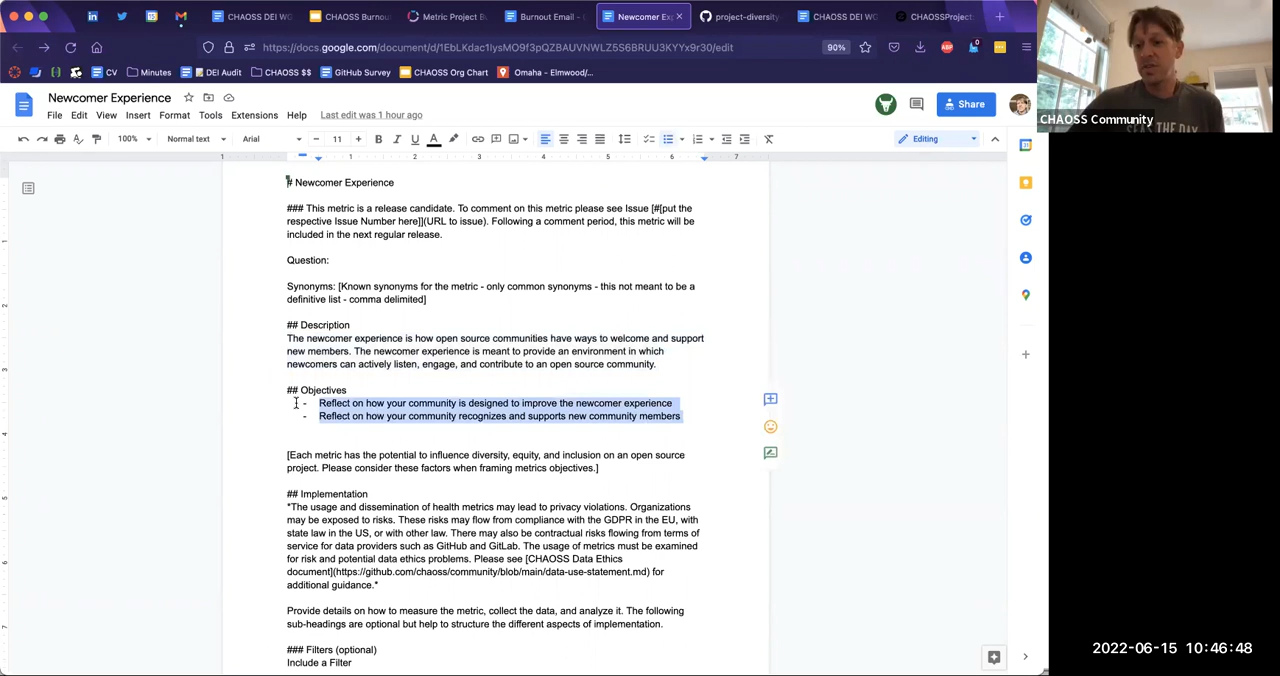 CHAOSS DEI WG
CHAOSS Burnou
Metric Project Bu
Burnout Email -
Newcomer Exp
project-diversity
CHAOSS DEI WG
CHAOSSProject
https://docs.google.com/document/d/1EbLKdac1IysMO9f3pQZBAUVNWLZ5S6BRUU3KYYx9r30/edit
90%
CV
Minutes
DEI Audit
CHAOSS $$
GitHub Survey
CHAOSS Org Chart
Omaha - Elmwood/...
Newcomer Experience
File Edit View Insert Format Tools Extensions Help Last edit was 1 hour ago
Share
100% Normal text Arial 11 Editing
# Newcomer Experience
### This metric is a release candidate. To comment on this metric please see Issue [#[put the
respective Issue Number here]](URL to issue). Following a comment period, this metric will be
included in the next regular release.
Question:
Synonyms: [Known synonyms for the metric - only common synonyms - this not meant to be a
definitive list - comma delimited]
## Description
The newcomer experience is how open source communities have ways to welcome and support
new members. The newcomer experience is meant to provide an environment in which
newcomers can actively listen, engage, and contribute to an open source community.
## Objectives
- Reflect on how your community is designed to improve the newcomer experience
- Reflect on how your community recognizes and supports new community members
[Each metric has the potential to influence diversity, equity, and inclusion on an open source
project. Please consider these factors when framing metrics objectives.]
## Implementation
*The usage and dissemination of health metrics may lead to privacy violations. Organizations
may be exposed to risks. These risks may flow from compliance with the GDPR in the EU, with
state law in the US, or with other law. There may also be contractual risks flowing from terms of
service for data providers such as GitHub and GitLab. The usage of metrics must be examined
for risk and potential data ethics problems. Please see [CHAOSS Data Ethics
document](https://github.com/chaoss/community/blob/main/data-use-statement.md) for
additional guidance.*
Provide details on how to measure the metric, collect the data, and analyze it. The following
sub-headings are optional but help to structure the different aspects of implementation.
### Filters (optional)
Include a Filter
CHAOSS Community
2022-06-15 10:46:48